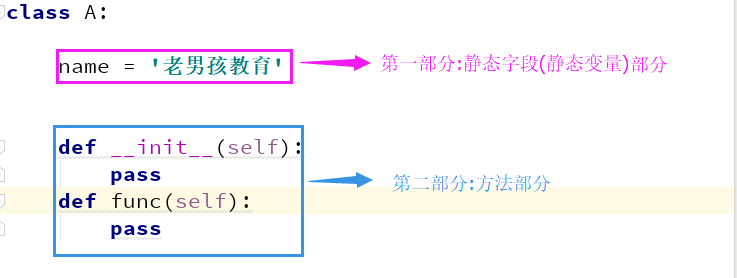 class A:
name = '老男孩教育'
第一部分:静态字段(静态变量)部分
def __init__(self):
pass
第二部分:方法部分
def func(self):
pass